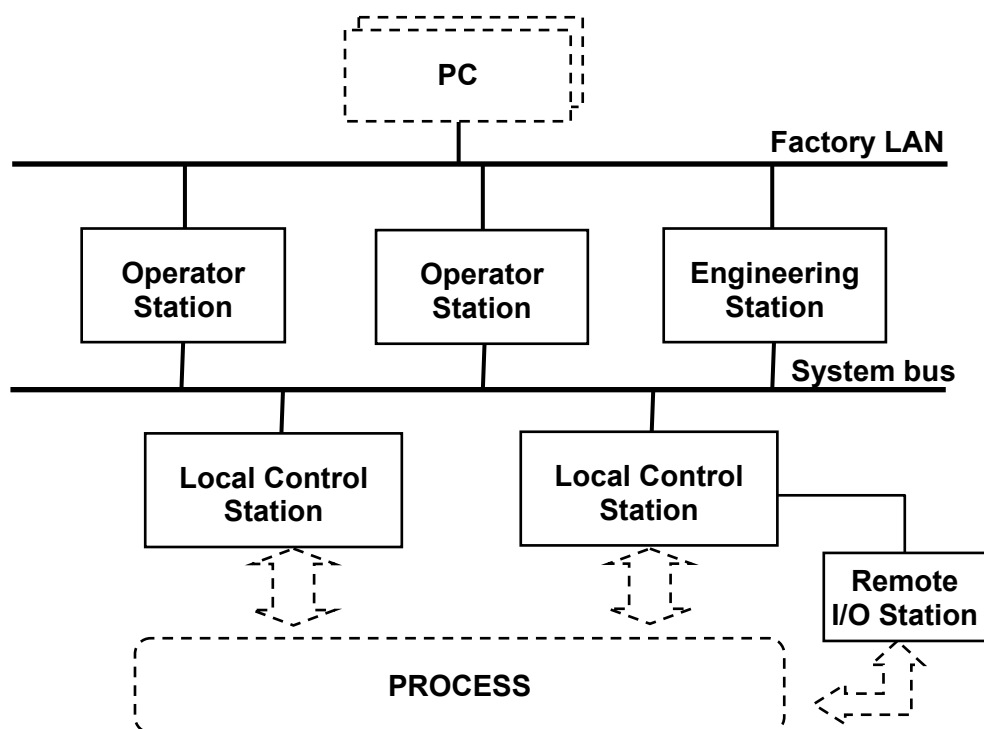 PC
Factory LAN
Operator
Station
Operator
Station
Engineering
Station
System bus
Local Control
Station
Local Control
Station
Remote
I/O Station
PROCESS